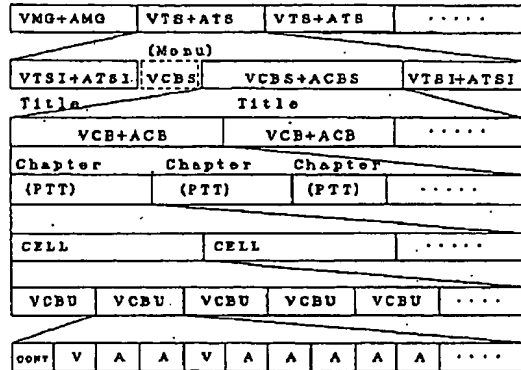 VMG+AMG VTS+ATS VTS+ATS .....
(Menu)
VTSI+ATSI VCBS VCBS+ACBS VTSI+ATSI
Title Title
VCB+ACB VCB+ACB .....
Chapter Chapter Chapter
(PTT) (PTT) (PTT) .....
CELL CELL .....
VCBU VCBU VCBU VCBU VCBU ....
CONT V A A V A A A A A ....